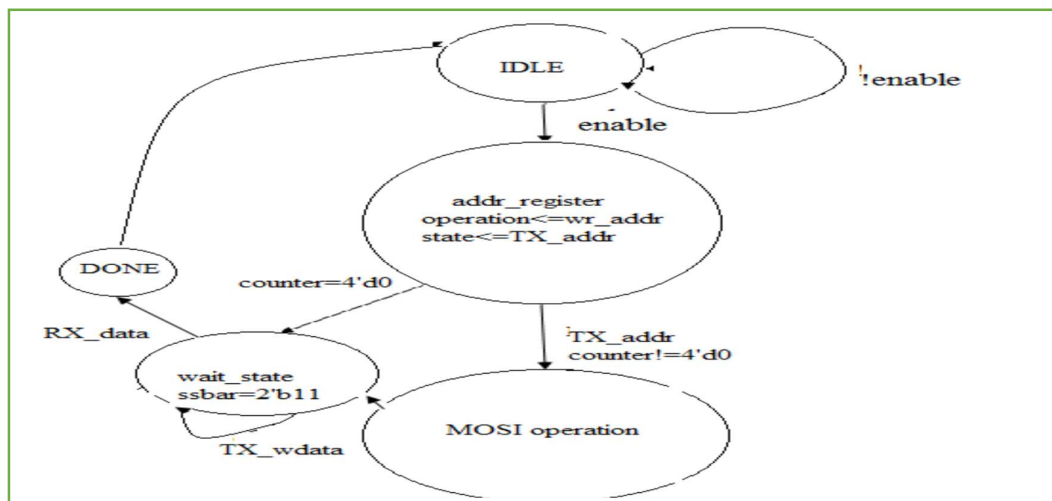 IDLE
!enable
enable
addr_register
operation<=wr_addr
state<=TX_addr
DONE
counter=4'd0
RX_data
TX_addr
counter!=4'd0
wait_state
ssbar=2'b11
MOSI operation
TX_wdata